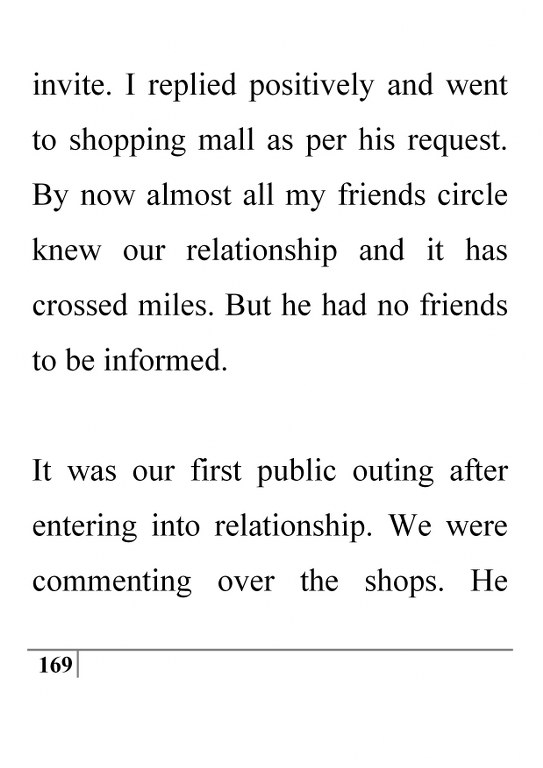 invite. I replied positively and went
to shopping mall as per his request.
By now almost all my friends circle
knew our relationship and it has
crossed miles. But he had no friends
to be informed.
It was our first public outing after
entering into relationship. We were
commenting over the shops. He
169